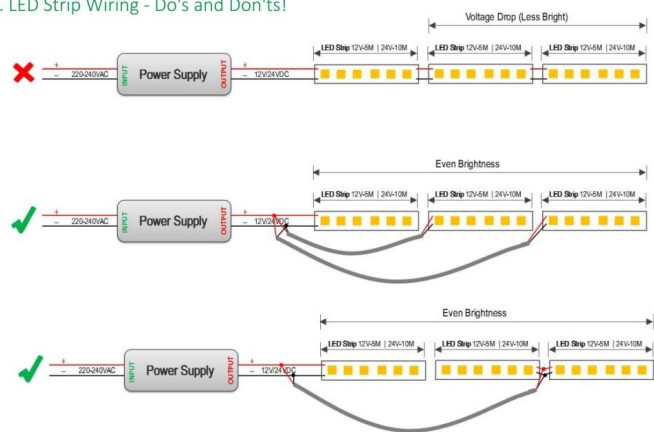 . LED Strip Wiring - Do's and Don'ts!
Voltage Drop (Less Bright)
LED Strip 12V-5M | 24V-10M
LED Strip 12V-5M | 24V-10M
LED Strip 12V-5M | 24V-10M
+
- 220-240VAC
INPUT
Power Supply
OUTPUT
+
- 12V/24VDC
Even Brightness
LED Strip 12V-5M | 24V-10M
LED Strip 12V-5M | 24V-10M
LED Strip 12V-5M | 24V-10M
+
- 220-240VAC
INPUT
Power Supply
OUTPUT
+
- 12V/24VDC
Even Brightness
LED Strip 12V-5M | 24V-10M
LED Strip 12V-5M | 24V-10M
LED Strip 12V-5M | 24V-10M
+
- 220-240VAC
INPUT
Power Supply
OUTPUT
+
- 12V/24VDC